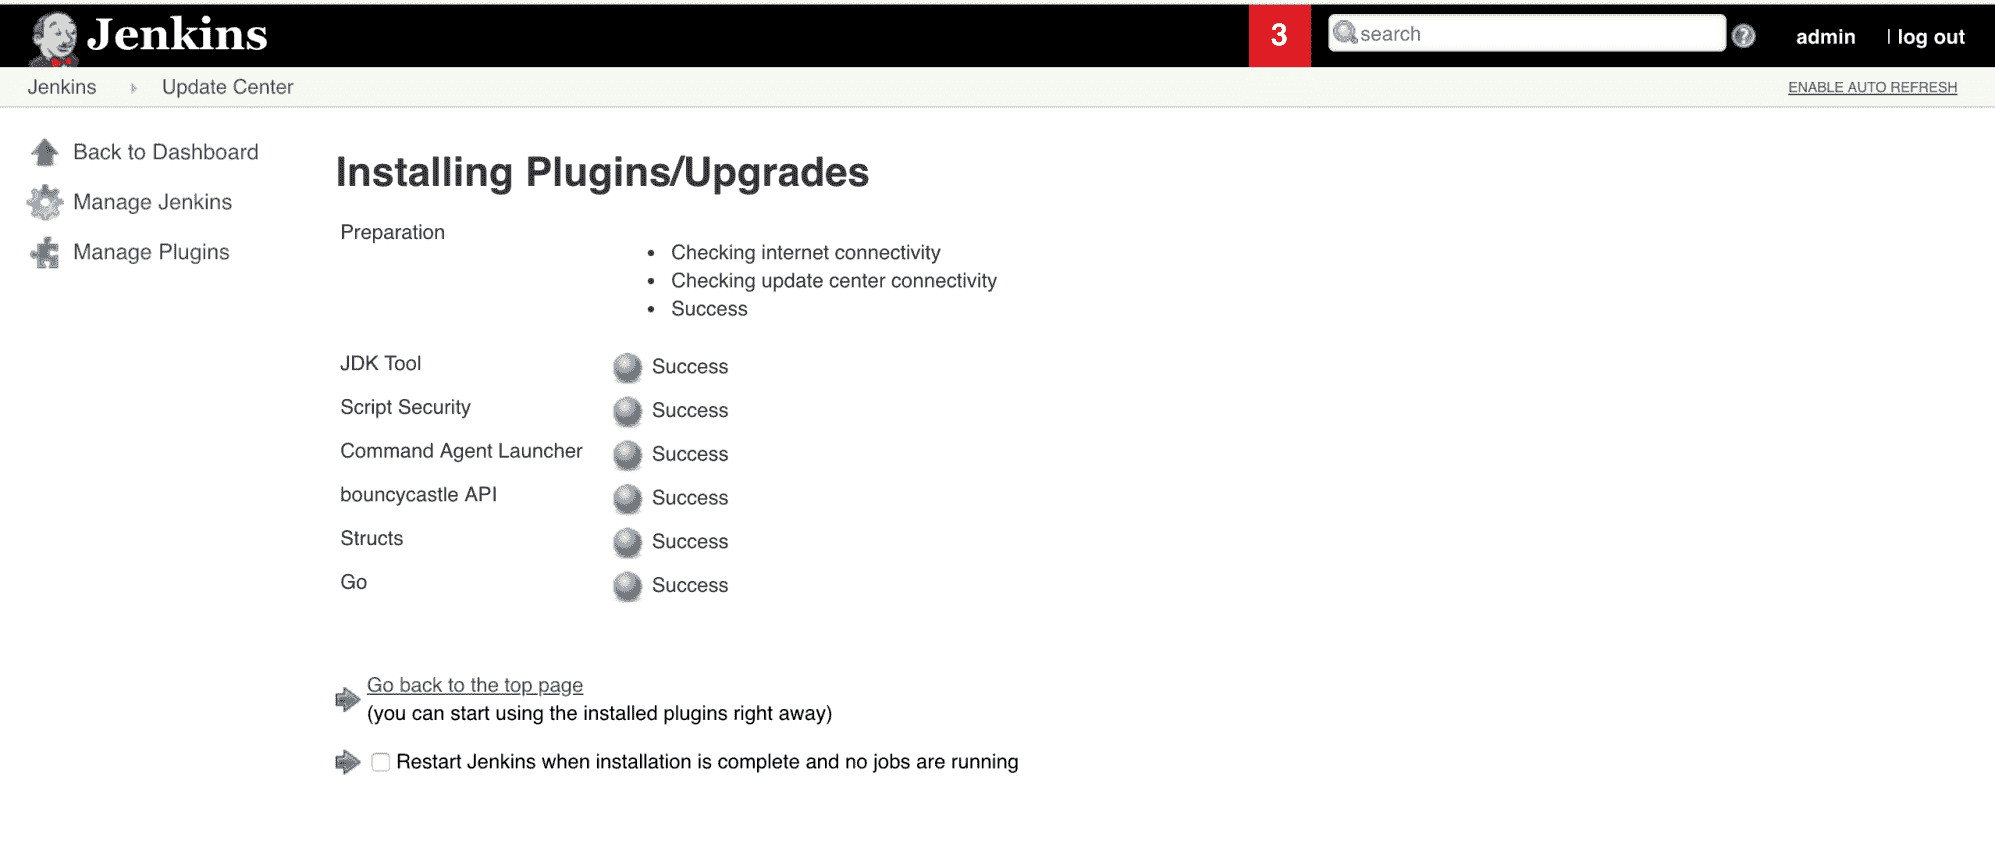 Jenkins
3
search
admin
| log out
Jenkins
Update Center
ENABLE AUTO REFRESH
Back to Dashboard
Manage Jenkins
Manage Plugins
Installing Plugins/Upgrades
Preparation
• Checking internet connectivity
• Checking update center connectivity
• Success
JDK Tool Success
Script Security Success
Command Agent Launcher Success
bouncycastle API Success
Structs Success
Go Success
Go back to the top page
(you can start using the installed plugins right away)
Restart Jenkins when installation is complete and no jobs are running